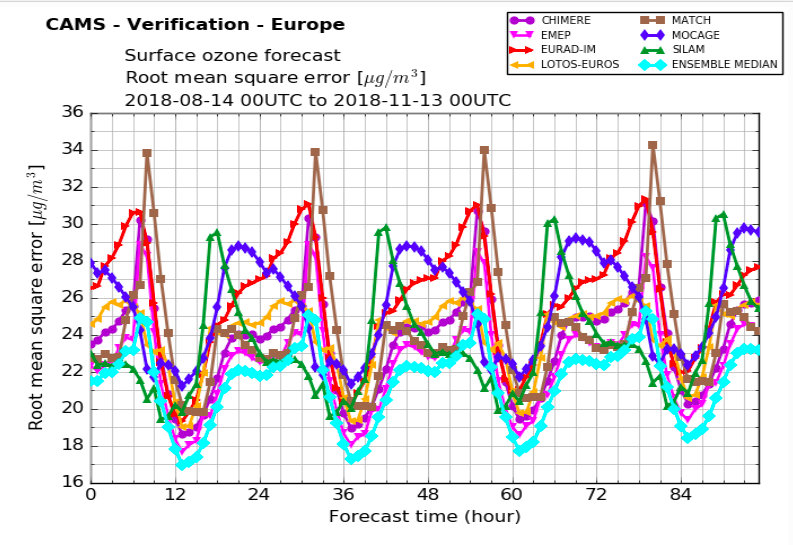 CAMS - Verification - Europe
Surface ozone forecast
Root mean square error [μg/m³]
2018-08-14 00UTC to 2018-11-13 00UTC
CHIMERE
EMEP
EURAD-IM
LOTOS-EUROS
MATCH
MOCAGE
SILAM
ENSEMBLE MEDIAN
Root mean square error [μg/m³]
36
34
32
30
28
26
24
22
20
18
16
0 12 24 36 48 60 72 84
Forecast time (hour)